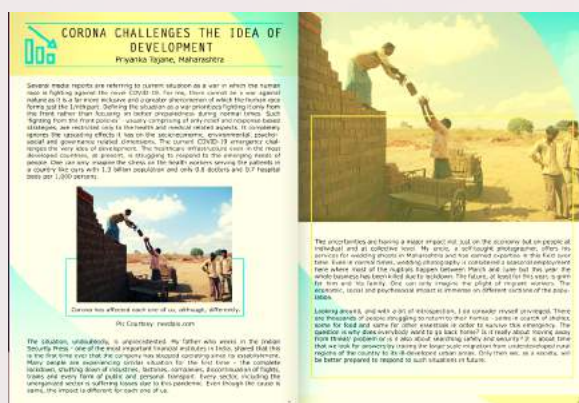 CORONA CHALLENGES THE IDEA OF
DEVELOPMENT
Priyanka Tajane, Maharashtra
Several media reports are referring to current situation as a war in which the human
race is fighting against the novel COVID-19. For me, there cannot be a war against
nature as it is a far more inclusive and a greater phenomenon of which the human race
forms just the 1/nthpart. Defining the situation as a war prioritizes fighting it only from
the front rather than focusing on better preparedness during normal times. Such
'fighting from the front policies' - usually comprising of only relief and response based
strategies, are restricted only to the health and medical related aspects. It completely
ignores the cascading effects it has on the socio-economic, environmental, psycho-
social and governance related dimensions. The current COVID-19 emergency chal-
lenges the very idea of development. The healthcare infrastructure even in the most
developed countries, at present, is struggling to respond to the emerging needs of
people. One can only imagine the stress on the health workers serving the patients in
a country like ours with 1.3 billion population and only 0.8 doctors and 0.7 hospital
beds per 1,000 persons.
Corona has affected each one of us, although, differently.
Pic Courtesy: needpix.com
The situation, undoubtedly, is unprecedented. My father who works in the Indian
Security Press - one of the most important financial institutes in India, shared that this
is the first time ever that the company has stopped operating since its establishment.
Many people are experiencing similar situation for the first time - the complete
lockdown, shutting down of industries, factories, companies, discontinuation of flights,
trains and every form of public and personal transport. Every sector, including the
unorganized sector is suffering losses due to this pandemic. Even though the cause is
same, the impact is different for each one of us.
The uncertainties are having a major impact not just on the economy but on people at
individual and at collective level. My uncle, a self-taught photographer, offers his
services for wedding shoots in Maharashtra and has earned expertise in this field over
time. Even in normal times, wedding photography is considered a seasonal employment
here where most of the nuptials happen between March and June but this year the
whole business has been killed due to lockdown. The future, at least for this year, is grim
for him and his family. One can only imagine the plight of migrant workers. The
economic, social and psychosocial impact is immense on different sections of the popu-
lation.
Looking around, and with a bit of introspection, I do consider myself privileged. There
are thousands of people struggling to return to their homes - some in search of shelter,
some for food and some for other essentials in order to survive this emergency. The
question is why does everybody want to go back home? Is it really about moving away
from threat/ problem or is it also about searching safety and security? It is about time
that we look for answers by making the larger scale migration from underdeveloped rural
regions of the country to its ill-developed urban areas. Only then we, as a society, will
be better prepared to respond to such situations in future.